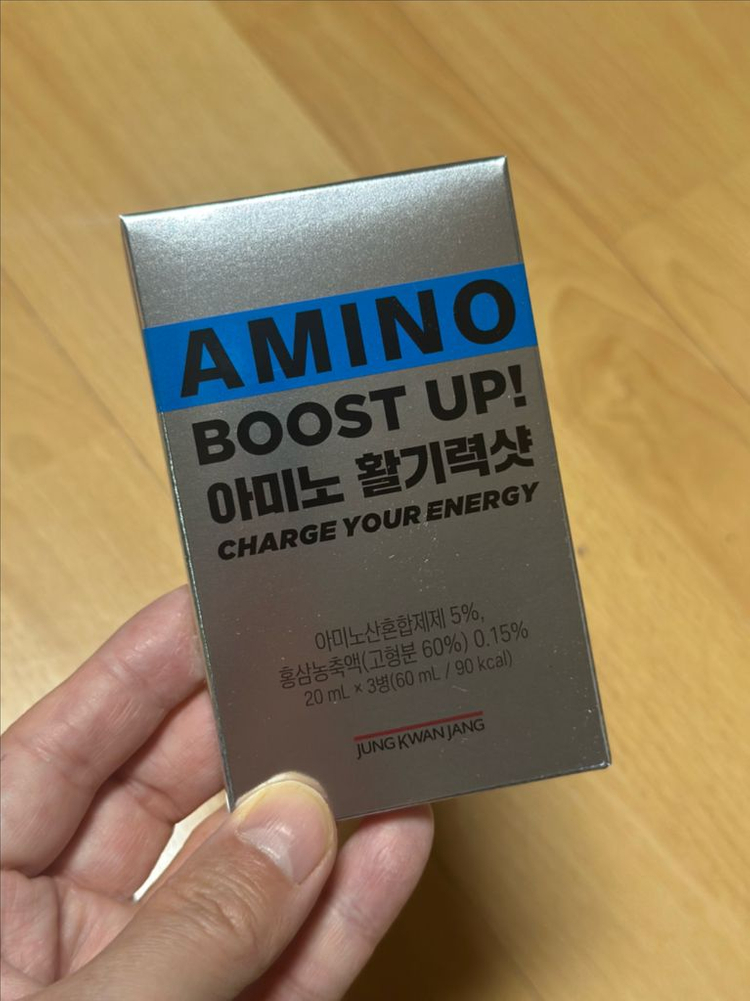 AMINO
BOOST UP!
아미노 활기력샷
CHARGE YOUR ENERGY
아미노산혼합제제 5%,
홍삼농축액(고형분 60%) 0.15%
20 mL × 3병(60 mL / 90 kcal)
JUNG KWAN JANG